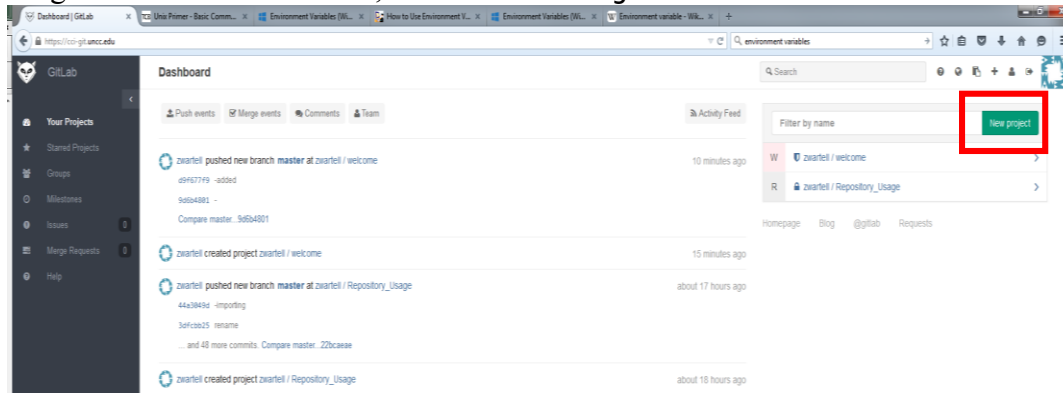 Dashboard | GitLab × Unix Primer - Basic Comm... × Environment Variables (Wi... × How to Use Environment V... × Environment Variables (Wi... × Environment variable - Wik... × +
https://cci-git.uncc.edu environment variables
GitLab Dashboard Search
Push events Merge events Comments Team Activity Feed
Filter by name New project
Your Projects
Starred Projects
Groups
Milestones
Issues 0
Merge Requests 0
Help
zwartell pushed new branch master at zwartell / welcome 10 minutes ago
d9f677f9 -added
9d6b4801 -
Compare master...9d6b4801
zwartell created project zwartell / welcome 15 minutes ago
zwartell pushed new branch master at zwartell / Repository_Usage about 17 hours ago
44a3049d -importing
3dfcbb25 rename
... and 48 more commits. Compare master...22bcaeae
zwartell created project zwartell / Repository_Usage about 18 hours ago
W zwartell / welcome
R zwartell / Repository_Usage
Homepage Blog @gitlab Requests